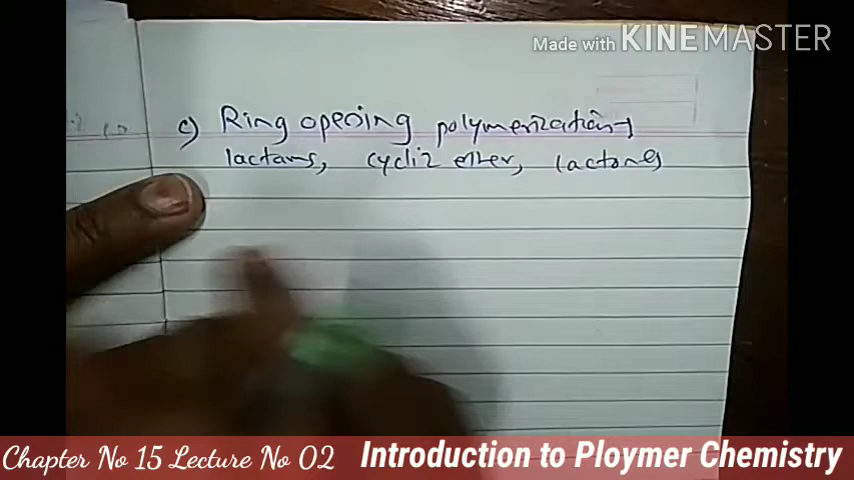 Made with KINEMASTER
c) Ring opening polymerization
lactams, cyclic ether, lactones
Chapter No 15 Lecture No 02 Introduction to Ploymer Chemistry